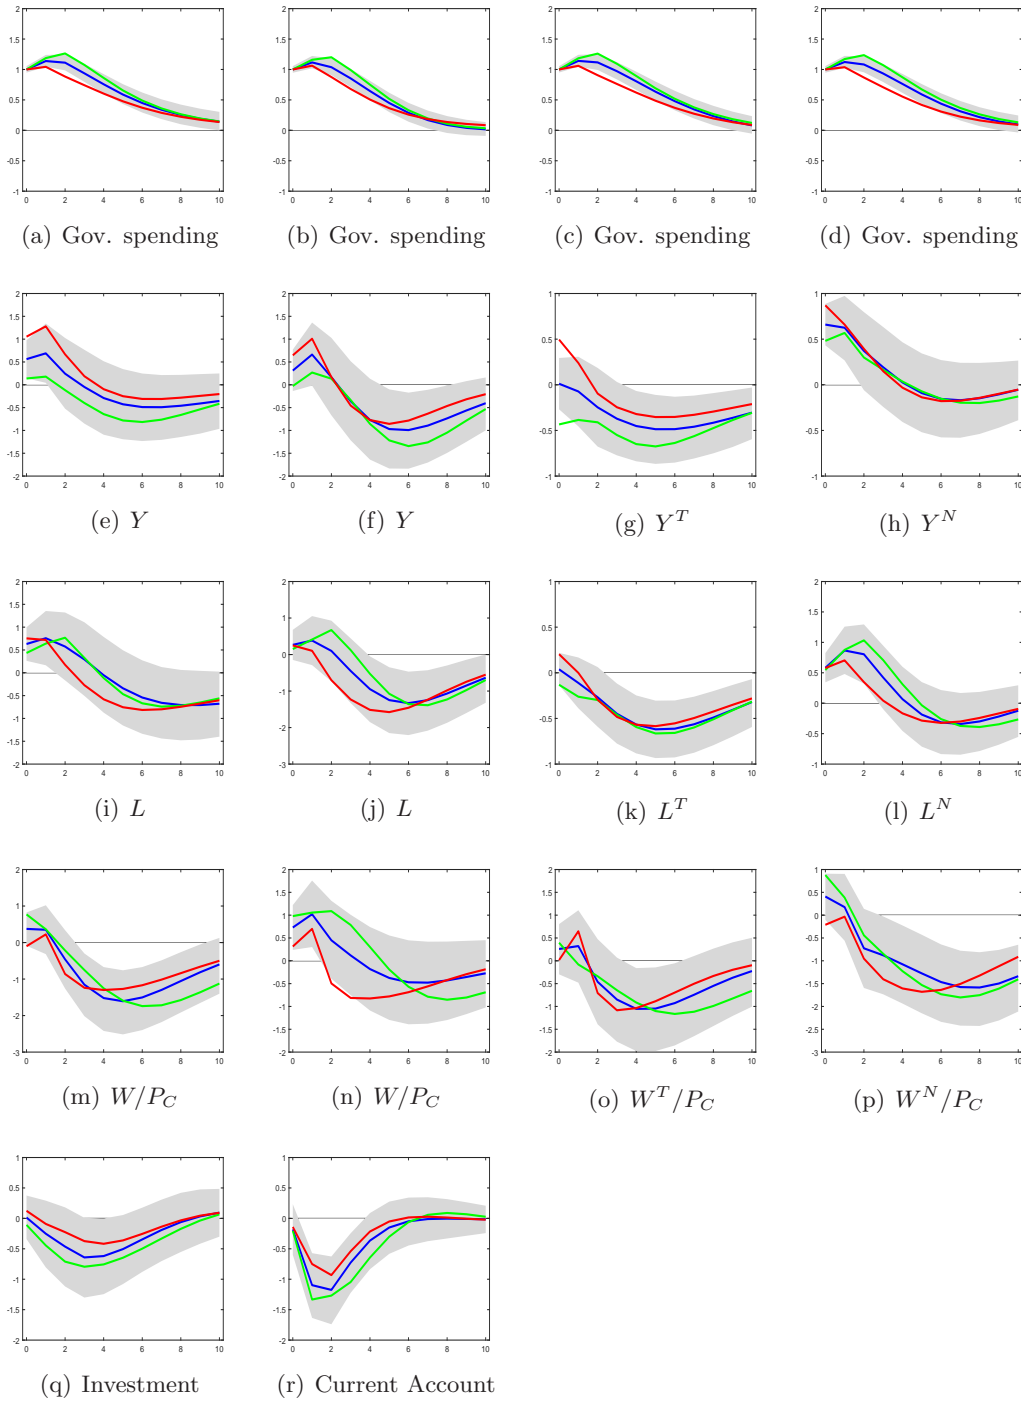 (a) Gov. spending
(b) Gov. spending
(c) Gov. spending
(d) Gov. spending
(e) Y
(f) Y
(g) Y^T
(h) Y^N
(i) L
(j) L
(k) L^T
(l) L^N
(m) W/P_C
(n) W/P_C
(o) W^T/P_C
(p) W^N/P_C
(q) Investment
(r) Current Account